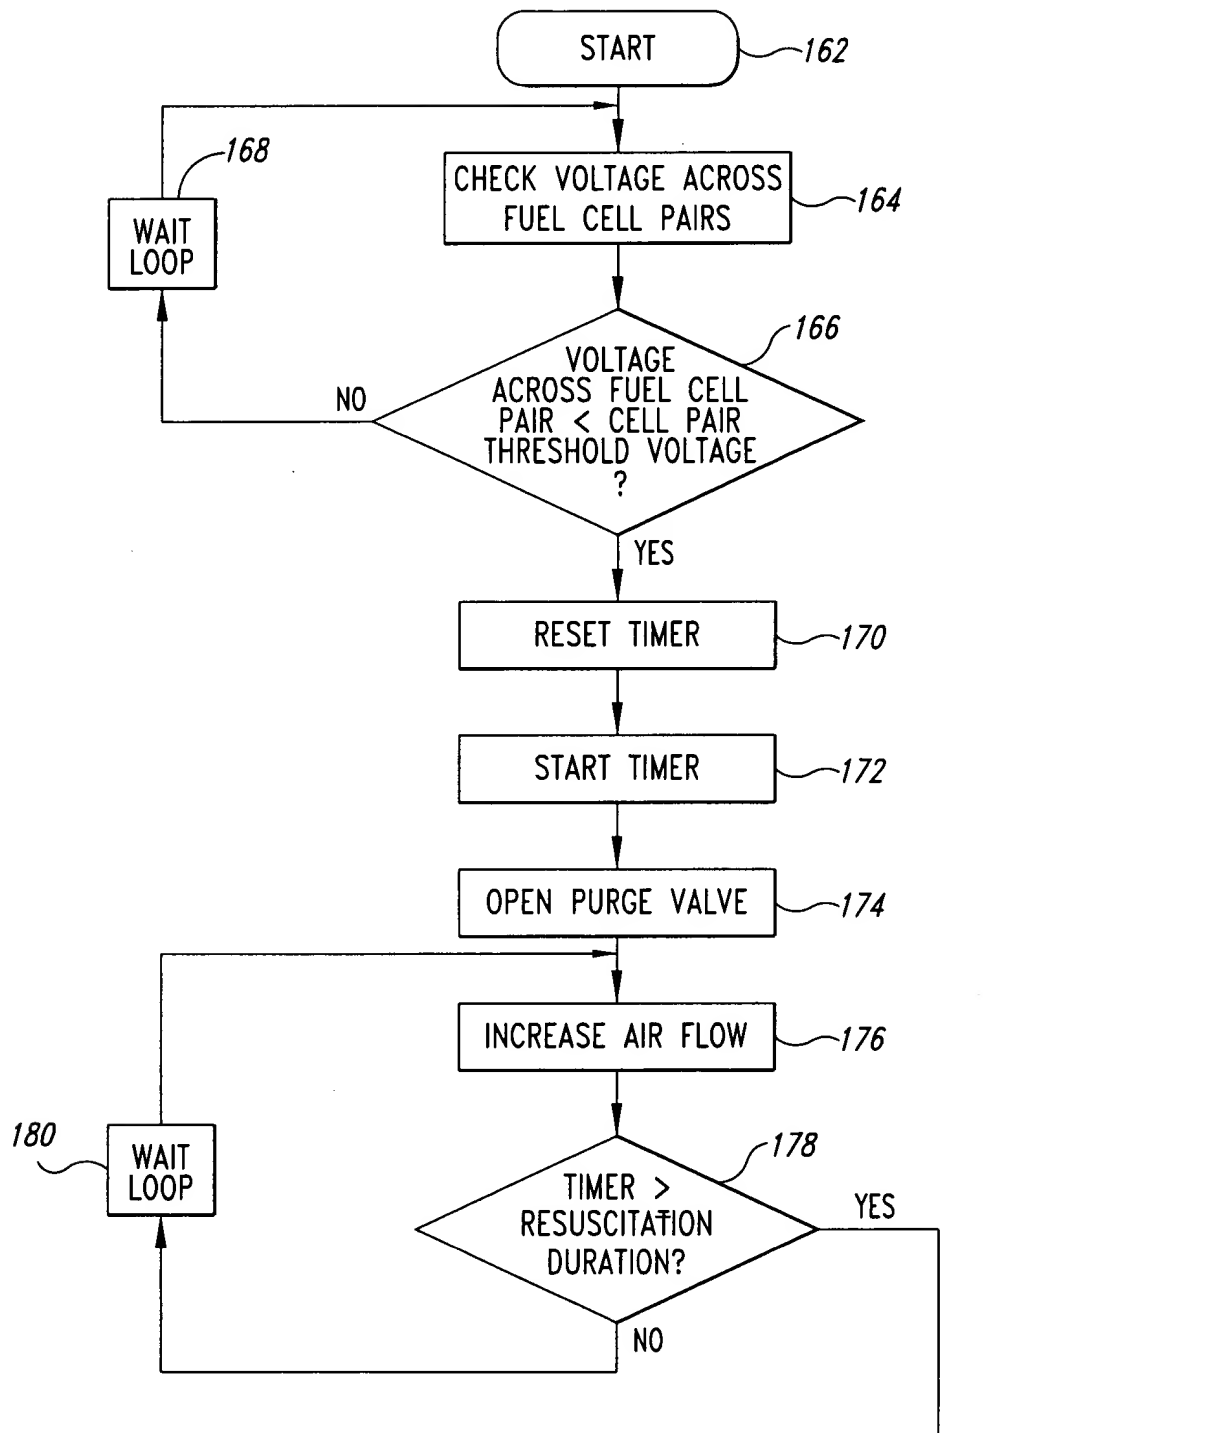 START
162
168
CHECK VOLTAGE ACROSS
FUEL CELL PAIRS
164
WAIT
LOOP
166
VOLTAGE
ACROSS FUEL CELL
PAIR < CELL PAIR
THRESHOLD VOLTAGE
?
NO
YES
RESET TIMER
170
START TIMER
172
OPEN PURGE VALVE
174
INCREASE AIR FLOW
176
180
WAIT
LOOP
178
TIMER >
RESUSCITATION
DURATION?
YES
NO